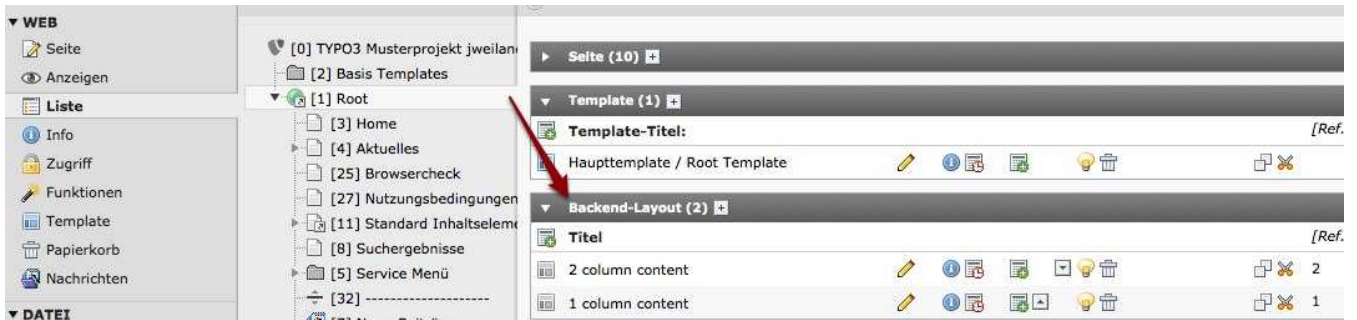 WEB
Seite
Anzeigen
Liste
Info
Zugriff
Funktionen
Template
Papierkorb
Nachrichten
DATEI
[0] TYPO3 Musterprojekt jweilan
[2] Basis Templates
[1] Root
[3] Home
[4] Aktuelles
[25] Browsercheck
[27] Nutzungsbedingungen
[11] Standard Inhaltseleme
[8] Suchergebnisse
[5] Service Menü
[32] ---------------------
Seite (10)
Template (1)
Template-Titel: [Ref.
Haupttemplate / Root Template
Backend-Layout (2)
Titel [Ref.
2 column content 2
1 column content 1